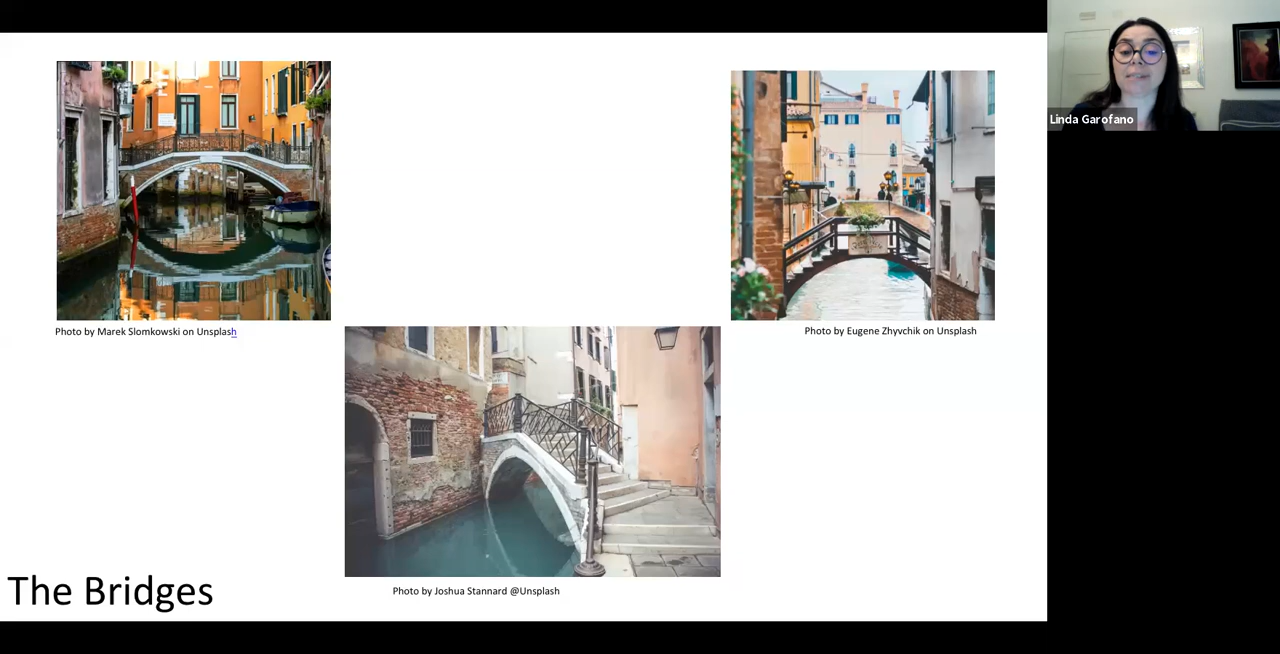 Linda Garofano
Photo by Marek Slomkowski on Unsplash
Photo by Eugene Zhyvchik on Unsplash
Photo by Joshua Stannard @Unsplash
The Bridges